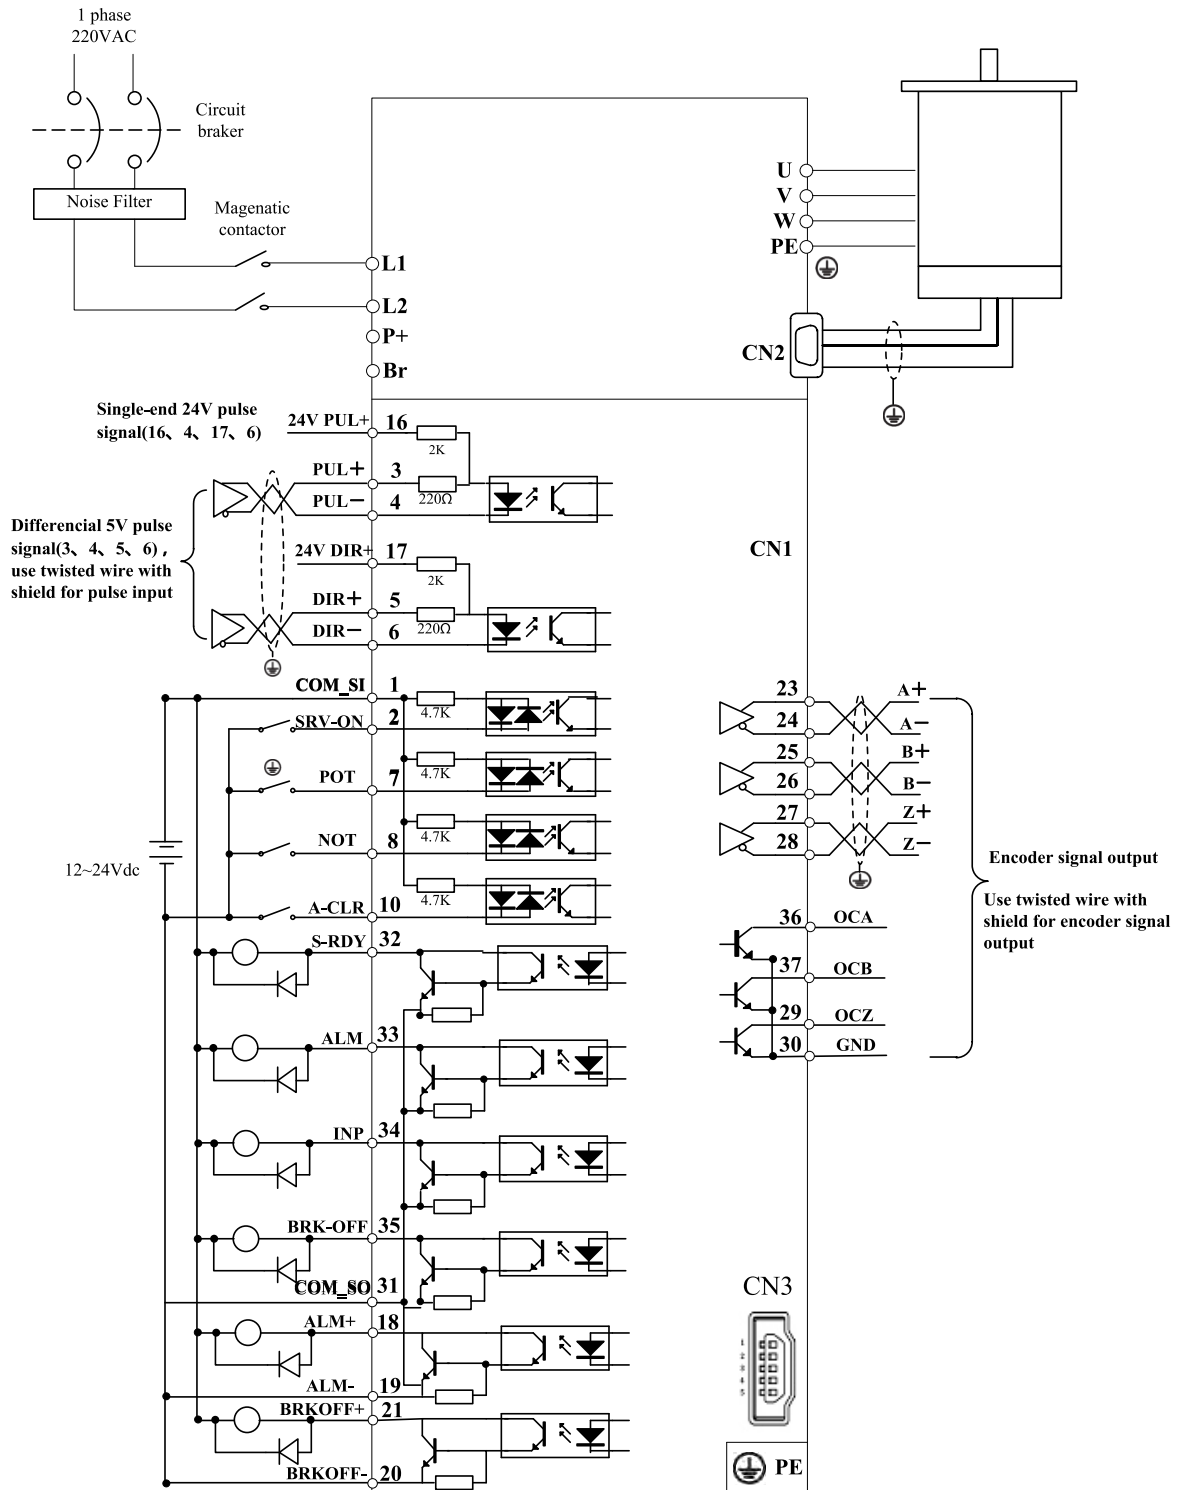 1 phase
220VAC
Circuit
braker
Noise Filter
Magenatic
contactor
L1
L2
P+
Br
U
V
W
PE
CN2
Single-end 24V pulse
signal(16、4、17、6)
24V PUL+ 16
2K
PUL+ 3
220Ω
PUL− 4
Differencial 5V pulse
signal(3、4、5、6) ,
use twisted wire with
shield for pulse input
24V DIR+ 17
2K
DIR+ 5
220Ω
DIR− 6
CN1
COM_SI 1
4.7K
SRV-ON 2
4.7K
POT 7
4.7K
NOT 8
4.7K
A-CLR 10
12~24Vdc
S-RDY 32
ALM 33
INP 34
BRK-OFF 35
COM_SO 31
ALM+ 18
ALM- 19
BRKOFF+ 21
BRKOFF- 20
23 A+
24 A−
25 B+
26 B−
27 Z+
28 Z−
Encoder signal output
Use twisted wire with
shield for encoder signal
output
36 OCA
37 OCB
29 OCZ
30 GND
CN3
1
2
3
4
5
PE